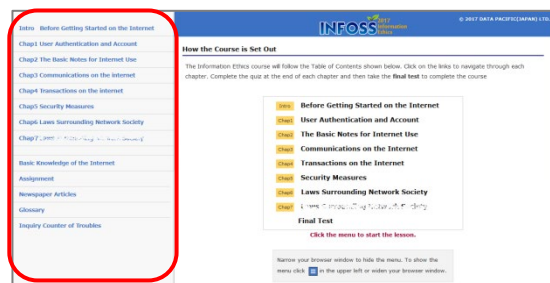 Intro Before Getting Started on the Internet
Chap1 User Authentication and Account
Chap2 The Basic Notes for Internet Use
Chap3 Communications on the internet
Chap4 Transactions on the internet
Chap5 Security Measures
Chap6 Laws Surrounding Network Society
Chap7
Basic Knowledge of the Internet
Assignment
Newspaper Articles
Glossary
Inquiry Counter of Troubles
INFOSS 2017 Information Ethics
© 2017 DATA PACIFIC(JAPAN) LTD.
How the Course is Set Out
The Information Ethics course will follow the Table of Contents shown below. Click on the links to navigate through each
chapter. Complete the quiz at the end of each chapter and then take the final test to complete the course
Intro Before Getting Started on the Internet
Chap1 User Authentication and Account
Chap2 The Basic Notes for Internet Use
Chap3 Communications on the Internet
Chap4 Transactions on the Internet
Chap5 Security Measures
Chap6 Laws Surrounding Network Society
Chap7
Final Test
Click the menu to start the lesson.
Narrow your browser window to hide the menu. To show the
menu click in the upper left or widen your browser window.